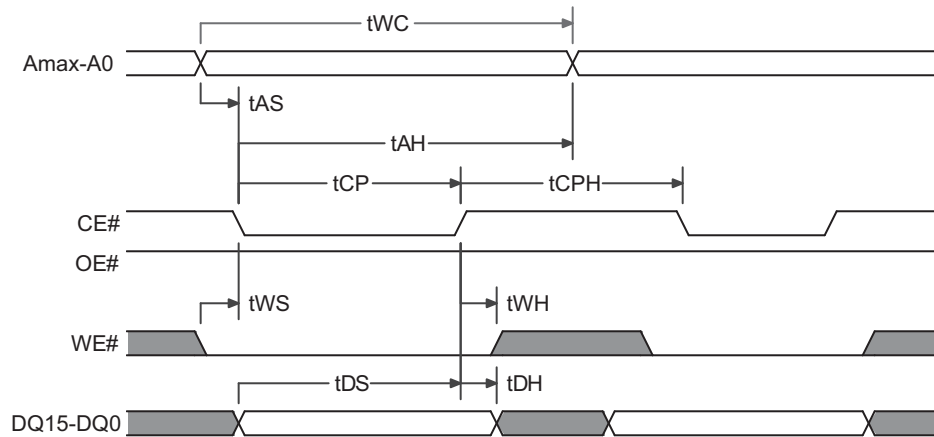 tWC
Amax-A0
tAS
tAH
tCP
tCPH
CE#
OE#
tWS
tWH
WE#
tDS
tDH
DQ15-DQ0